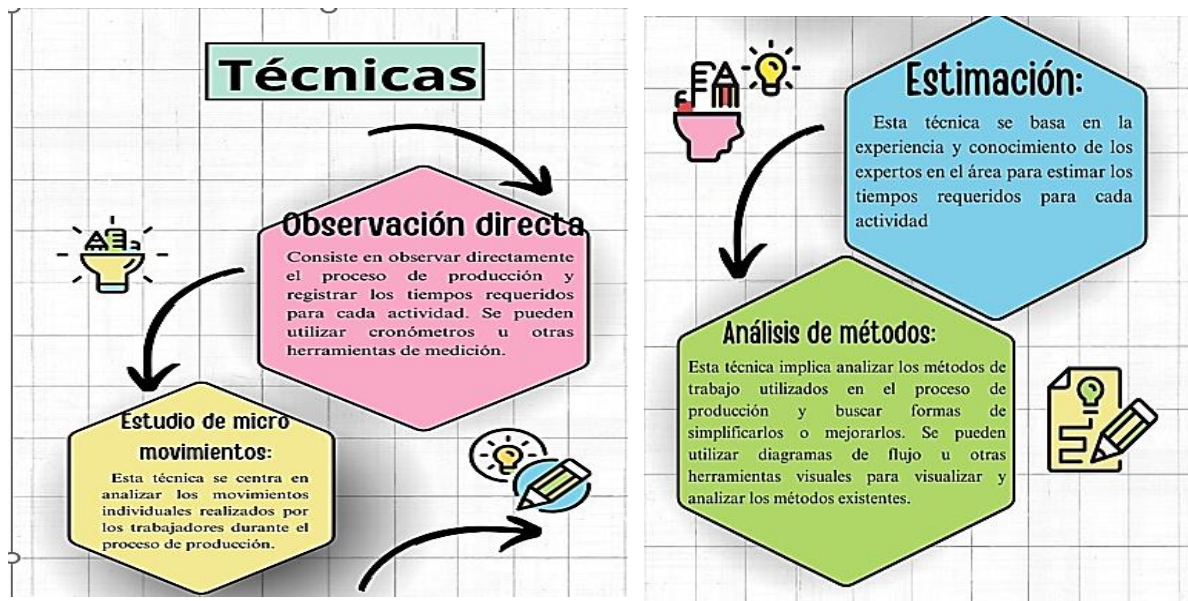 Técnicas
Observación directa
Consiste en observar directamente
el proceso de producción y
registrar los tiempos requeridos
para cada actividad. Se pueden
utilizar cronómetros u otras
herramientas de medición.
Estudio de micro
movimientos:
Esta técnica se centra en
analizar los movimientos
individuales realizados por
los trabajadores durante el
proceso de producción.
Estimación:
Esta técnica se basa en la
experiencia y conocimiento de los
expertos en el área para estimar los
tiempos requeridos para cada
actividad
Análisis de métodos:
Esta técnica implica analizar los métodos de
trabajo utilizados en el proceso de
producción y buscar formas de
simplificarlos o mejorarlos. Se pueden
utilizar diagramas de flujo u otras
herramientas visuales para visualizar y
analizar los métodos existentes.